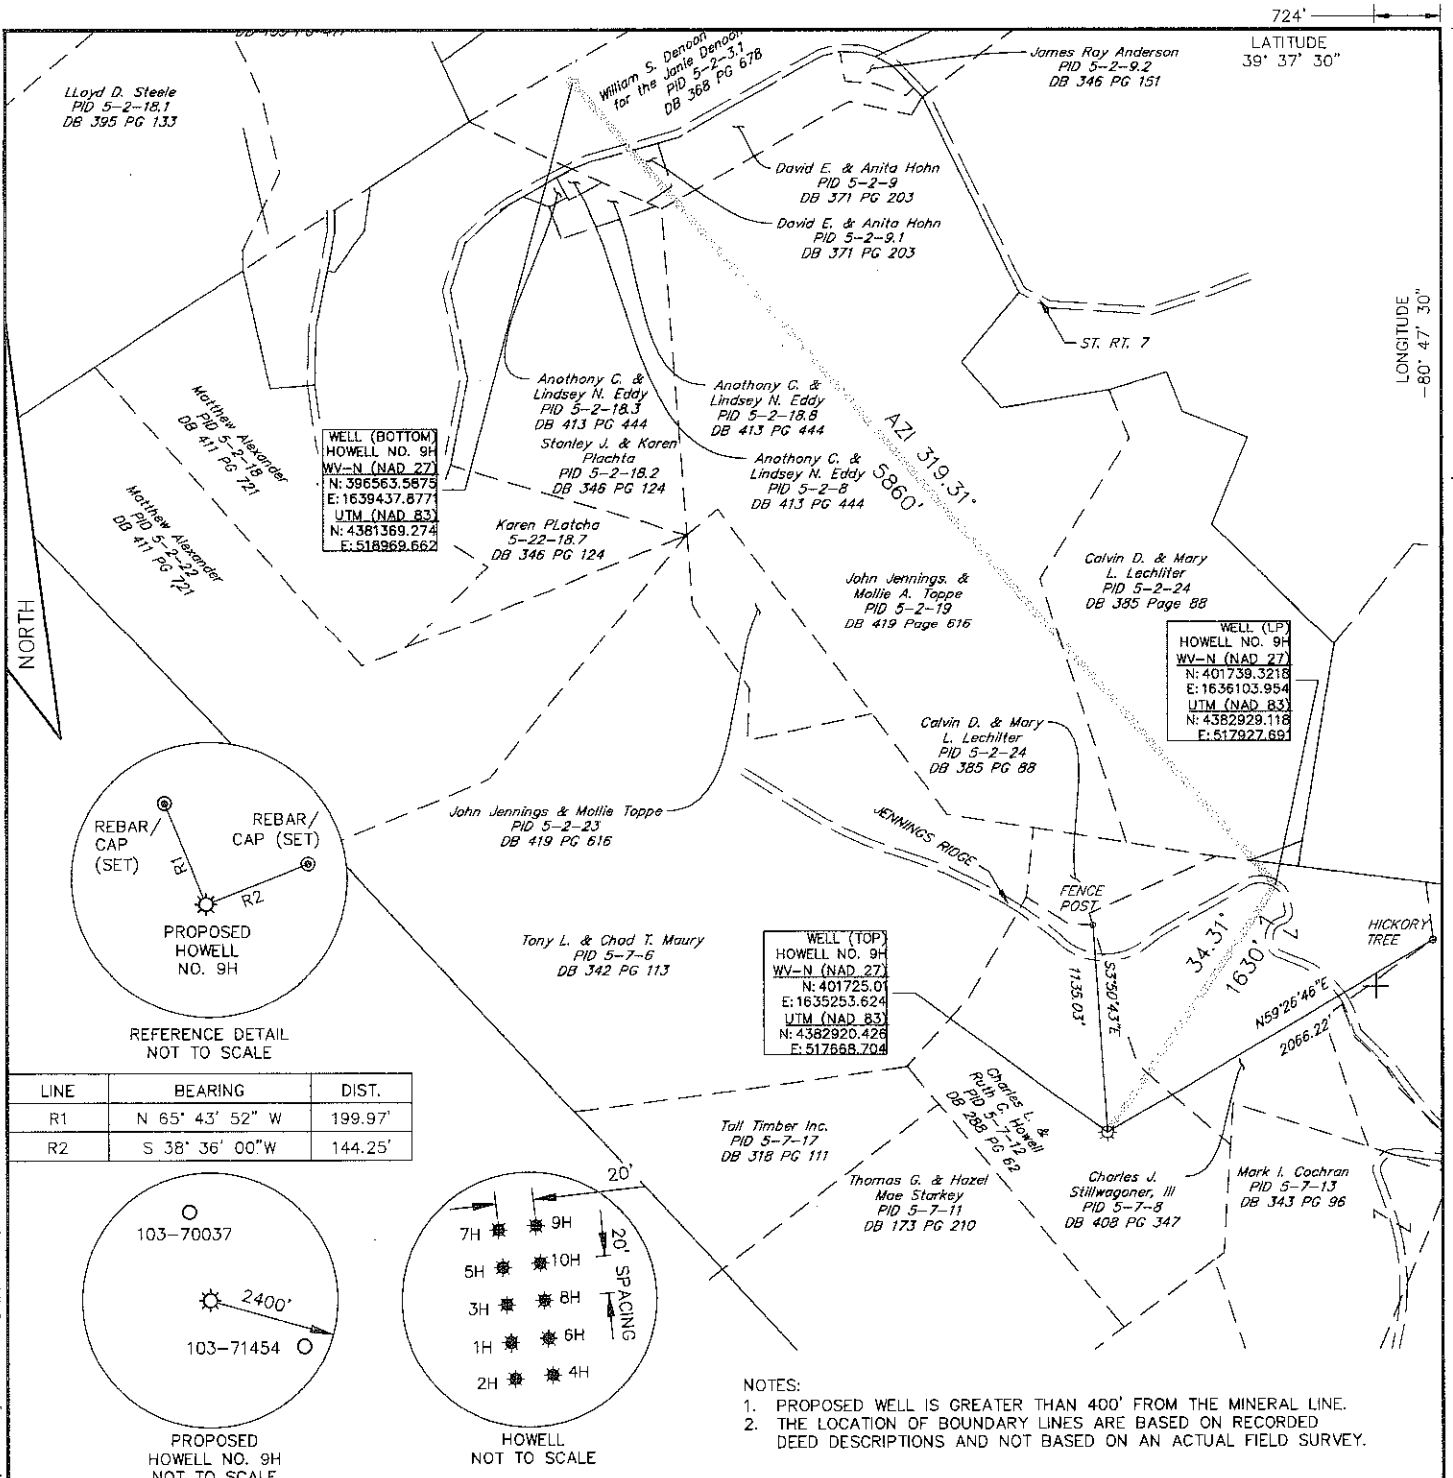 724'
LATITUDE
39° 37' 30"
LONGITUDE
-80° 47' 30"
LLoyd D. Steele
PID 5-2-18.1
DB 395 PG 133
William S. Denoon
for the Janie Denoon
PID 5-2-3.1
DB 368 PG 678
James Ray Anderson
PID 5-2-9.2
DB 346 PG 151
David E. & Anita Hohn
PID 5-2-9
DB 371 PG 203
David E. & Anita Hohn
PID 5-2-9.1
DB 371 PG 203
ST. RT. 7
Matthew Alexander
PID 5-2-18
DB 411 PG 721
Matthew Alexander
PID 5-2-22
DB 411 PG 721
WELL (BOTTOM)
HOWELL NO. 9H
WV-N (NAD 27)
N: 396563.5875
E: 1639437.8771
UTM (NAD 83)
N: 4381369.274
E: 518969.662
Anothony C. &
Lindsey N. Eddy
PID 5-2-18.3
DB 413 PG 444
Stanley J. & Karen
Plachta
PID 5-2-18.2
DB 346 PG 124
Karen PLatcha
5-22-18.7
DB 346 PG 124
Anothony C. &
Lindsey N. Eddy
PID 5-2-18.8
DB 413 PG 444
Anothony C. &
Lindsey N. Eddy
PID 5-2-8
DB 413 PG 444
AZI 319.31°
5860'
John Jennings. &
Mollie A. Toppe
PID 5-2-19
DB 419 Page 616
Calvin D. & Mary
L. Lechliter
PID 5-2-24
DB 385 Page 88
WELL (LP)
HOWELL NO. 9H
WV-N (NAD 27)
N: 401739.3218
E: 1636103.954
UTM (NAD 83)
N: 4382929.118
E: 517927.691
NORTH
Calvin D. & Mary
L. Lechliter
PID 5-2-24
DB 385 PG 88
John Jennings & Mollie Toppe
PID 5-2-23
DB 419 PG 616
JENNINGS RIDGE
FENCE
POST
HICKORY
TREE
REBAR/
CAP
(SET)
REBAR/
CAP (SET)
R1
R2
PROPOSED
HOWELL
NO. 9H
REFERENCE DETAIL
NOT TO SCALE
Tony L. & Chad T. Maury
PID 5-7-6
DB 342 PG 113
WELL (TOP)
HOWELL NO. 9H
WV-N (NAD 27)
N: 401725.01
E: 1635253.624
UTM (NAD 83)
N: 4382920.426
E: 517668.704
1135.03'
S3°50'43"E
34.31°
1630'
N59°26'46"E
2066.22'
LINE BEARING DIST.
R1 N 65° 43' 52" W 199.97'
R2 S 38° 36' 00" W 144.25'
Tall Timber Inc.
PID 5-7-17
DB 318 PG 111
Charles L. &
Ruth C. Howell
PID 5-7-12
DB 288 PG 62
Thomas G. & Hazel
Mae Starkey
PID 5-7-11
DB 173 PG 210
Charles J.
Stillwagoner, III
PID 5-7-8
DB 408 PG 347
Mark I. Cochran
PID 5-7-13
DB 343 PG 96
103-70037
2400'
103-71454
PROPOSED
HOWELL NO. 9H
NOT TO SCALE
20'
20' SPACING
7H 9H
5H 10H
3H 8H
1H 6H
2H 4H
HOWELL
NOT TO SCALE
NOTES:
1. PROPOSED WELL IS GREATER THAN 400' FROM THE MINERAL LINE.
2. THE LOCATION OF BOUNDARY LINES ARE BASED ON RECORDED
DEED DESCRIPTIONS AND NOT BASED ON AN ACTUAL FIELD SURVEY.